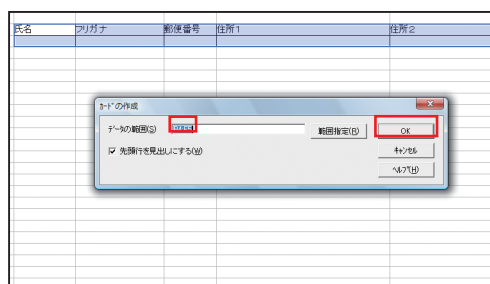 氏名 フリガナ 郵便番号 住所1 住所2
カードの作成
データの範囲(S) 範囲指定(R) OK
先頭行を見出しにする(W) キャンセル
ヘルプ(H)